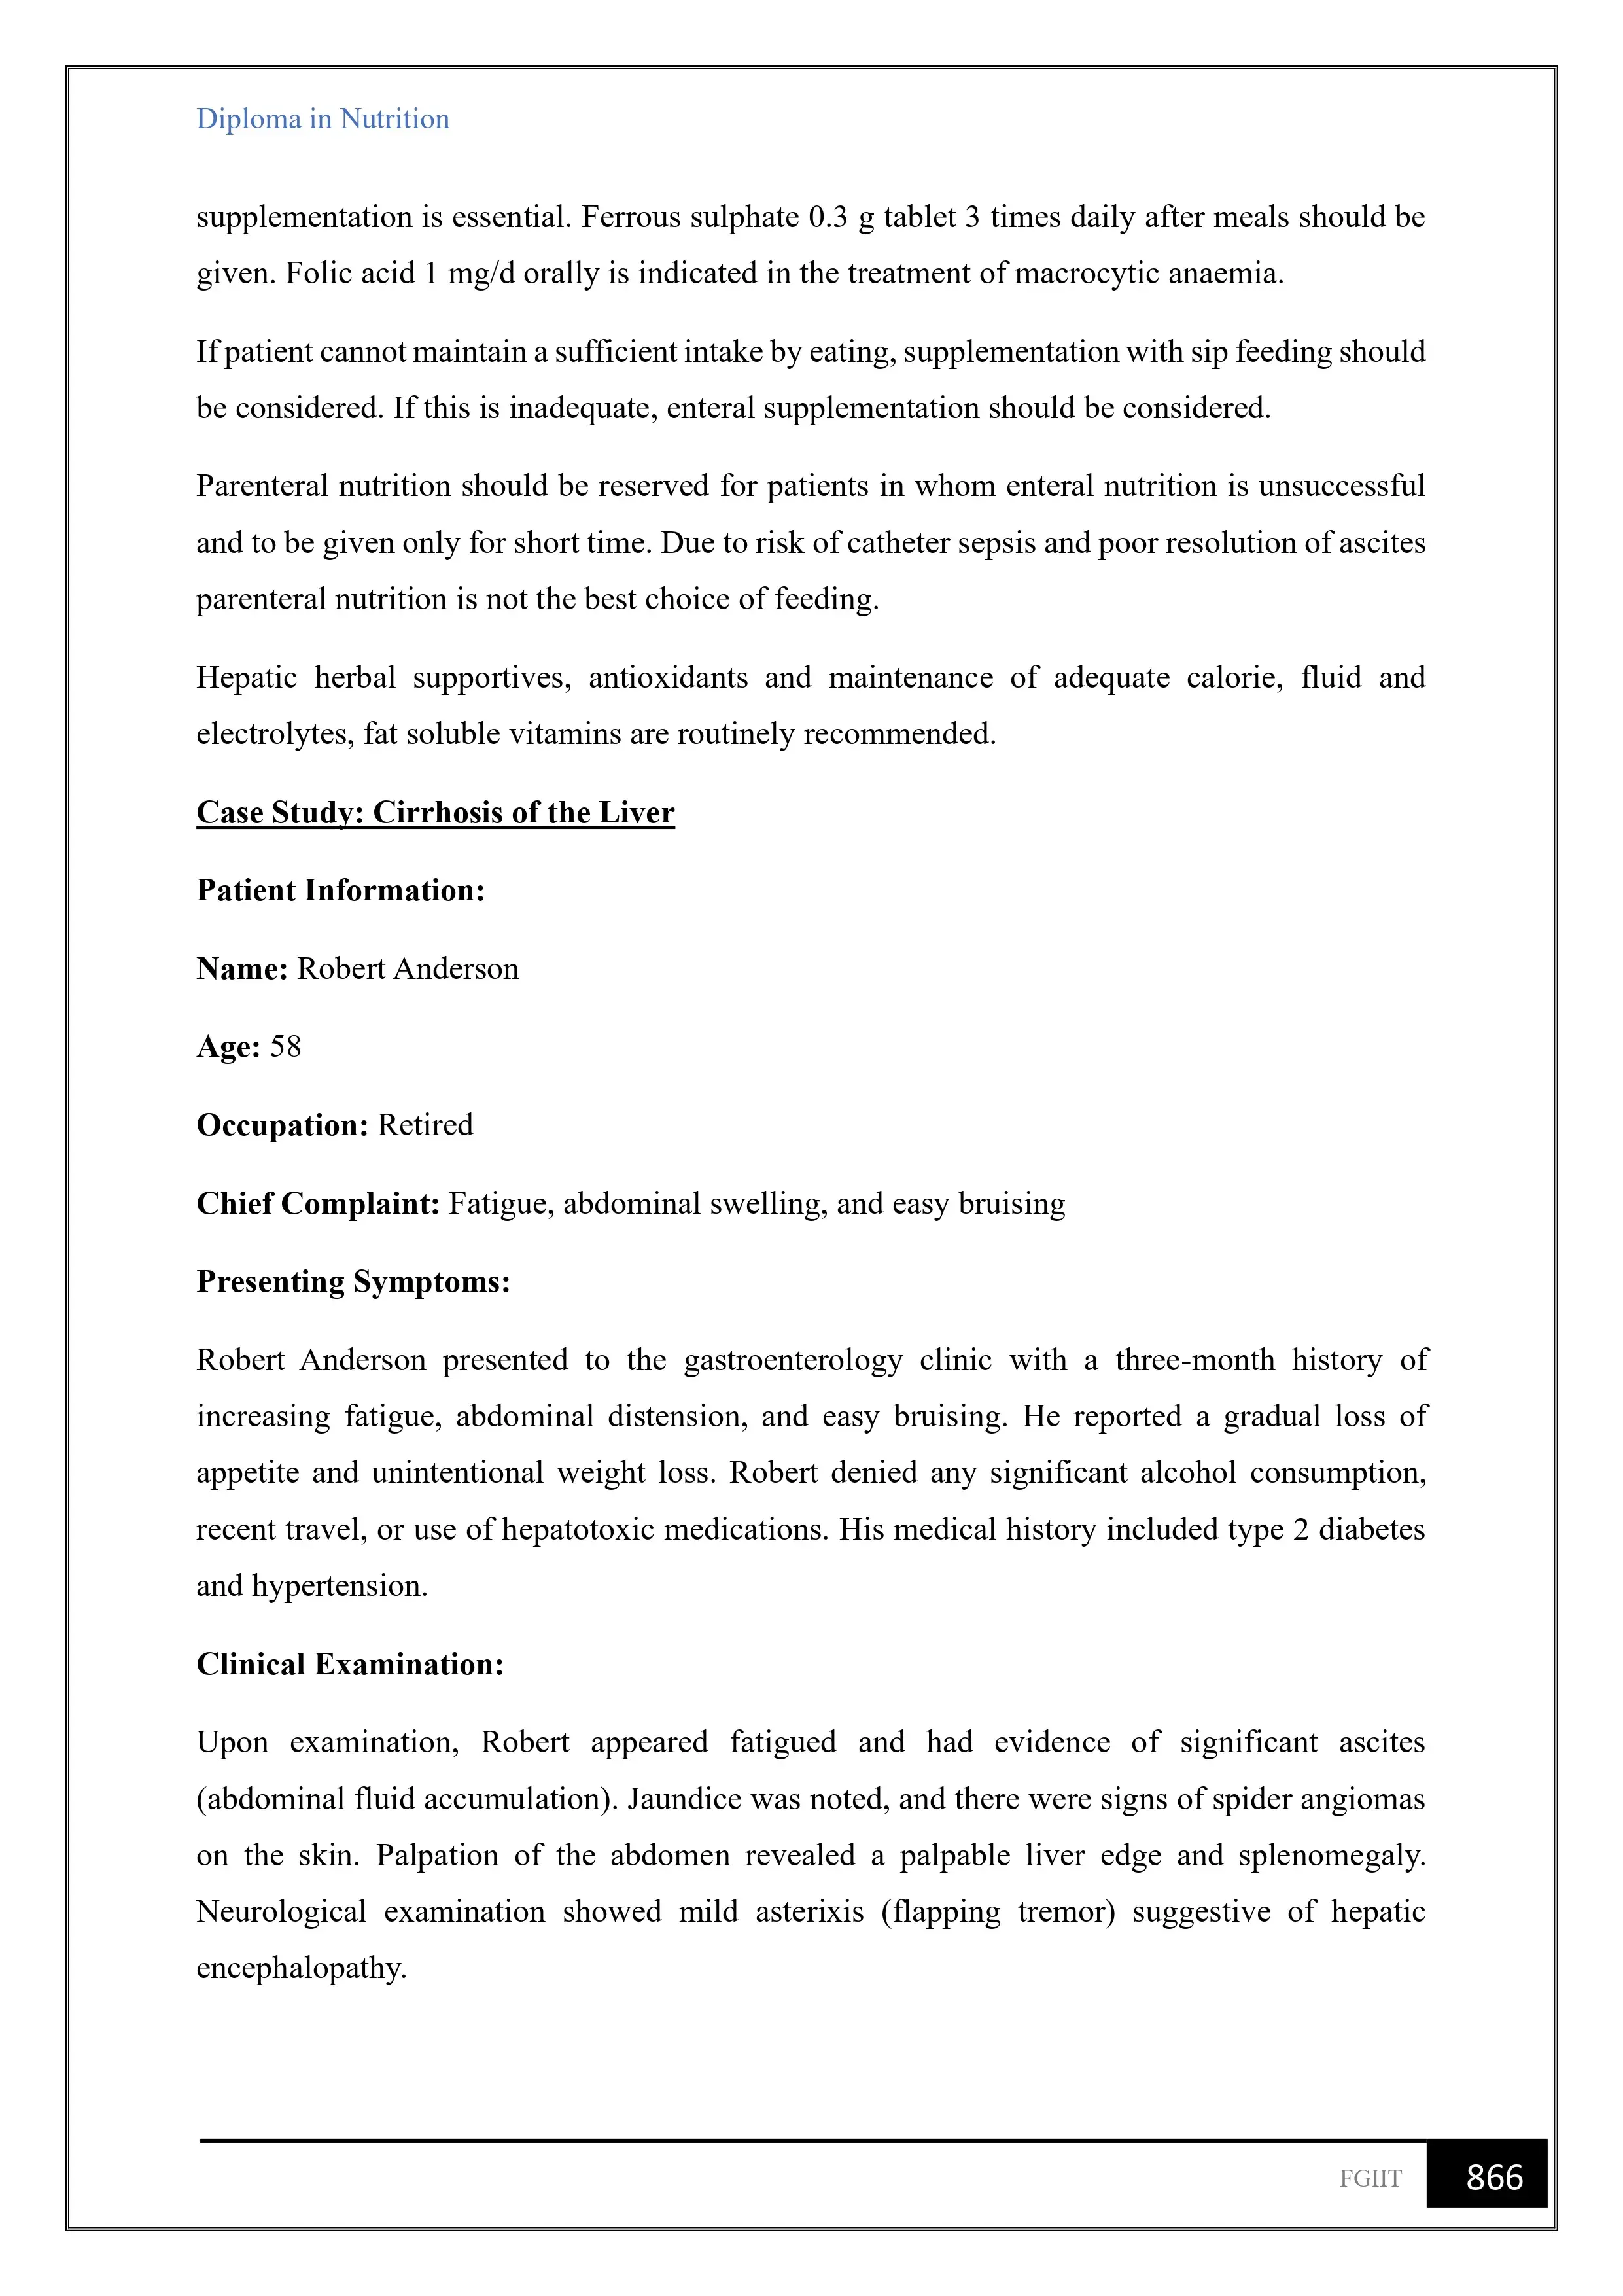 Diploma in Nutrition
supplementation is essential. Ferrous sulphate 0.3 g tablet 3 times daily after meals should be
given. Folic acid 1 mg/d orally is indicated in the treatment of macrocytic anaemia.
If patient cannot maintain a sufficient intake by eating, supplementation with sip feeding should
be considered. If this is inadequate, enteral supplementation should be considered.
Parenteral nutrition should be reserved for patients in whom enteral nutrition is unsuccessful
and to be given only for short time. Due to risk of catheter sepsis and poor resolution of ascites
parenteral nutrition is not the best choice of feeding.
Hepatic herbal supportives, antioxidants and maintenance of adequate calorie, fluid and
electrolytes, fat soluble vitamins are routinely recommended.
Case Study: Cirrhosis of the Liver
Patient Information:
Name: Robert Anderson
Age: 58
Occupation: Retired
Chief Complaint: Fatigue, abdominal swelling, and easy bruising
Presenting Symptoms:
Robert Anderson presented to the gastroenterology clinic with a three-month history of
increasing fatigue, abdominal distension, and easy bruising. He reported a gradual loss of
appetite and unintentional weight loss. Robert denied any significant alcohol consumption,
recent travel, or use of hepatotoxic medications. His medical history included type 2 diabetes
and hypertension.
Clinical Examination:
Upon examination, Robert appeared fatigued and had evidence of significant ascites
(abdominal fluid accumulation). Jaundice was noted, and there were signs of spider angiomas
on the skin. Palpation of the abdomen revealed a palpable liver edge and splenomegaly.
Neurological examination showed mild asterixis (flapping tremor) suggestive of hepatic
encephalopathy.
FGIIT 866